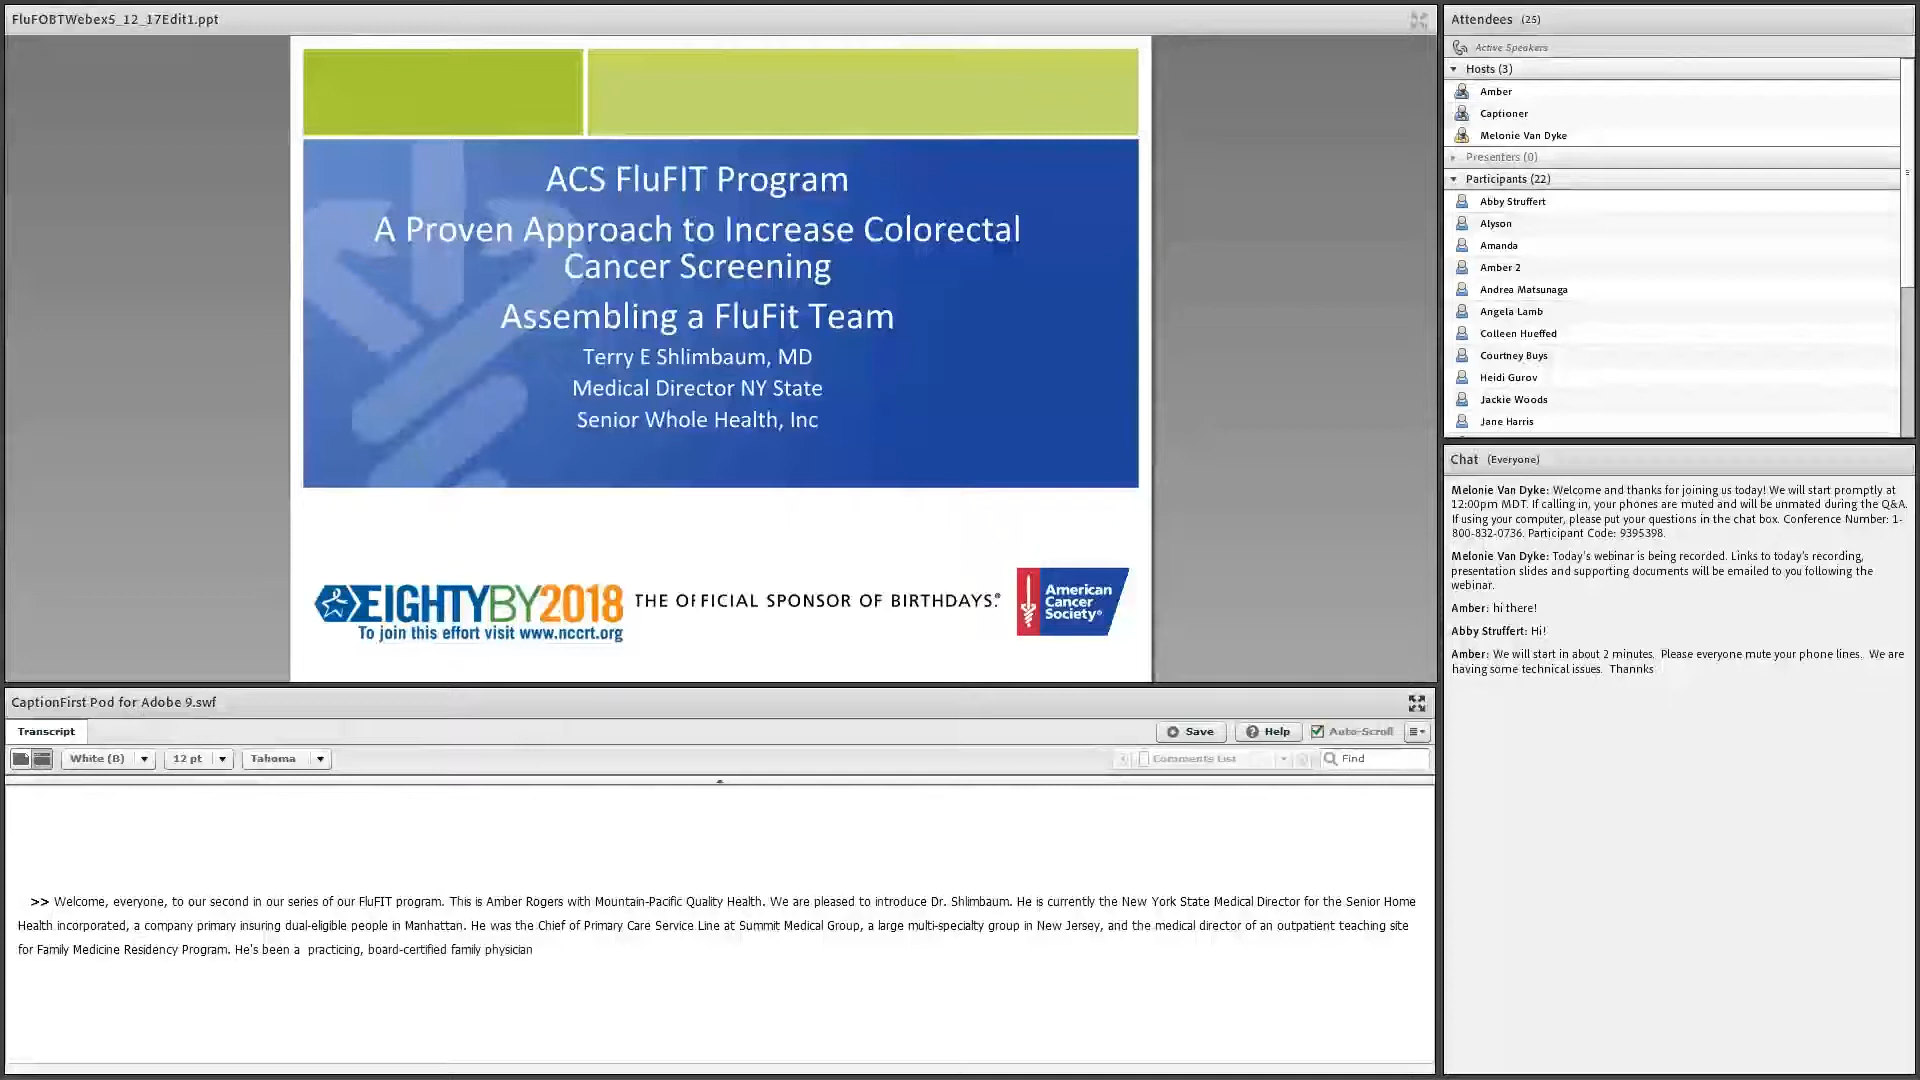 FluFOBTWebex5_12_17Edit1.ppt
ACS FluFIT Program
A Proven Approach to Increase Colorectal
Cancer Screening
Assembling a FluFit Team
Terry E Shlimbaum, MD
Medical Director NY State
Senior Whole Health, Inc
EIGHTYBY2018
To join this effort visit www.nccrt.org
THE OFFICIAL SPONSOR OF BIRTHDAYS.®
American
Cancer
Society®
CaptionFirst Pod for Adobe 9.swf
Transcript
Save
Help
Auto-Scroll
White (B)
12 pt
Tahoma
Comments List
Find
>> Welcome, everyone, to our second in our series of our FluFIT program. This is Amber Rogers with Mountain-Pacific Quality Health. We are pleased to introduce Dr. Shlimbaum. He is currently the New York State Medical Director for the Senior Home
Health incorporated, a company primary insuring dual-eligible people in Manhattan. He was the Chief of Primary Care Service Line at Summit Medical Group, a large multi-specialty group in New Jersey, and the medical director of an outpatient teaching site
for Family Medicine Residency Program. He's been a practicing, board-certified family physician
Attendees (25)
Active Speakers
Hosts (3)
Amber
Captioner
Melonie Van Dyke
Presenters (0)
Participants (22)
Abby Struffert
Alyson
Amanda
Amber 2
Andrea Matsunaga
Angela Lamb
Colleen Hueffed
Courtney Buys
Heidi Gurov
Jackie Woods
Jane Harris
Chat (Everyone)
Melonie Van Dyke: Welcome and thanks for joining us today! We will start promptly at
12:00pm MDT. If calling in, your phones are muted and will be unmated during the Q&A.
If using your computer, please put your questions in the chat box. Conference Number: 1-
800-832-0736. Participant Code: 9395398.
Melonie Van Dyke: Today's webinar is being recorded. Links to today's recording,
presentation slides and supporting documents will be emailed to you following the
webinar.
Amber: hi there!
Abby Struffert: Hi!
Amber: We will start in about 2 minutes. Please everyone mute your phone lines. We are
having some technical issues. Thannks